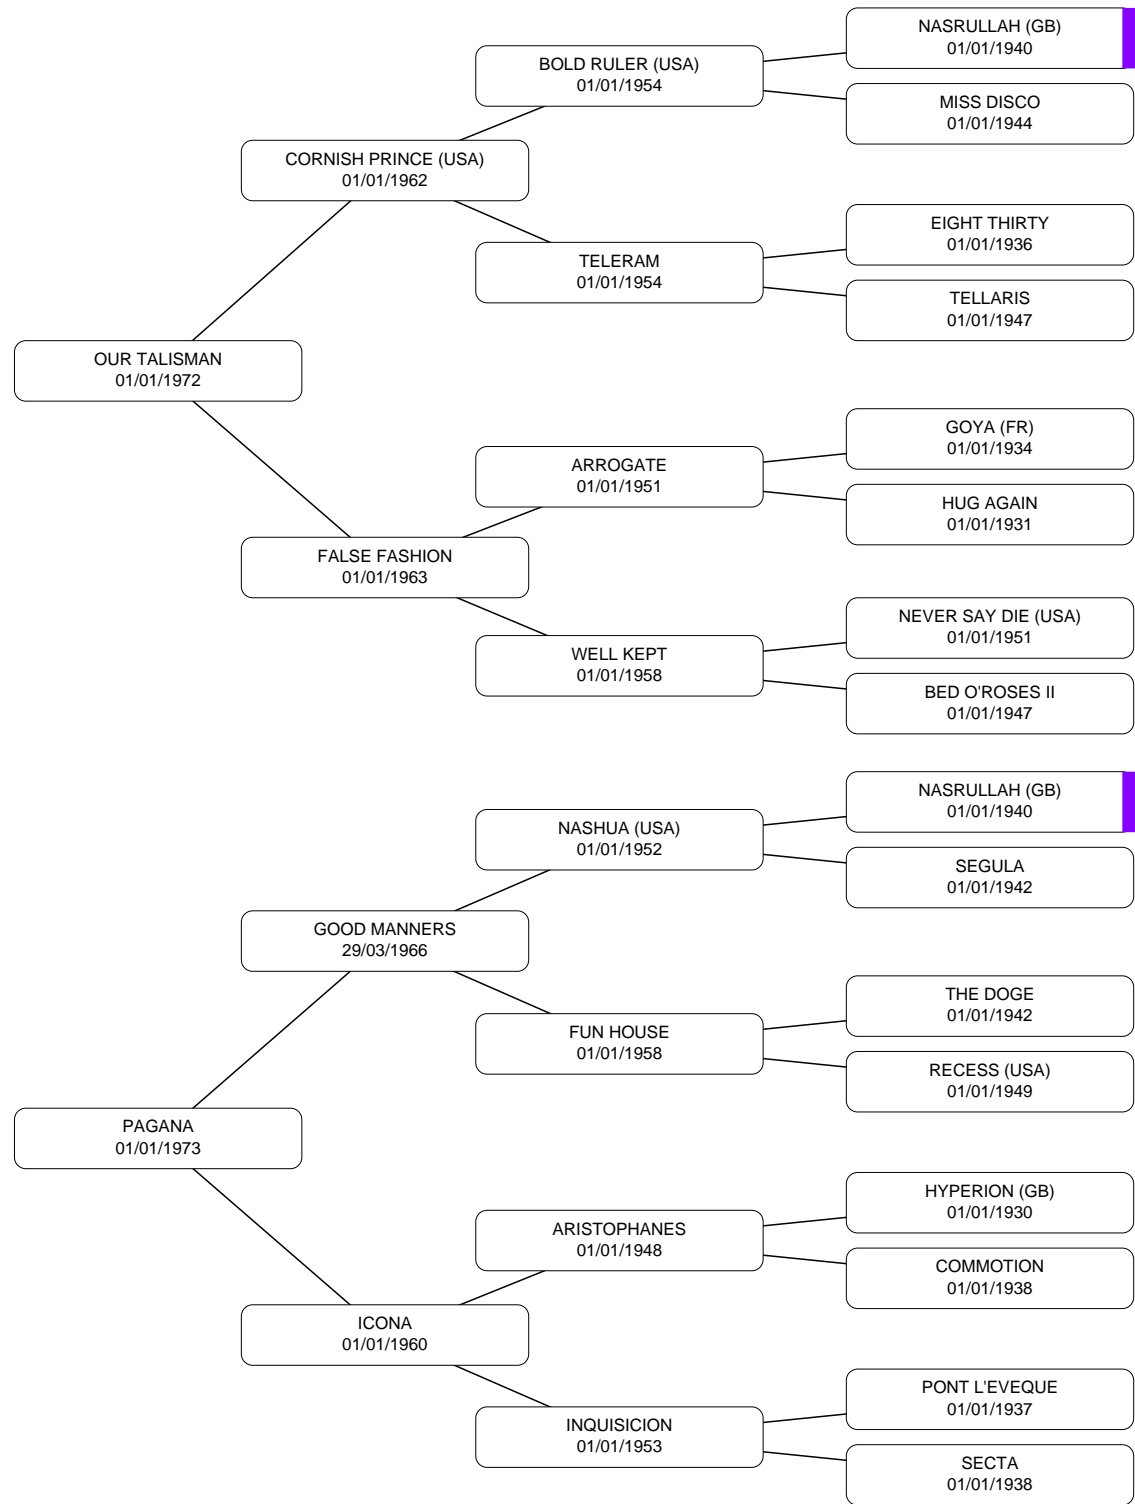 NASRULLAH (GB)
01/01/1940
BOLD RULER (USA)
01/01/1954
MISS DISCO
01/01/1944
CORNISH PRINCE (USA)
01/01/1962
EIGHT THIRTY
01/01/1936
TELERAM
01/01/1954
TELLARIS
01/01/1947
OUR TALISMAN
01/01/1972
GOYA (FR)
01/01/1934
ARROGATE
01/01/1951
HUG AGAIN
01/01/1931
FALSE FASHION
01/01/1963
NEVER SAY DIE (USA)
01/01/1951
WELL KEPT
01/01/1958
BED O'ROSES II
01/01/1947
NASRULLAH (GB)
01/01/1940
NASHUA (USA)
01/01/1952
SEGULA
01/01/1942
GOOD MANNERS
29/03/1966
THE DOGE
01/01/1942
FUN HOUSE
01/01/1958
RECESS (USA)
01/01/1949
PAGANA
01/01/1973
HYPERION (GB)
01/01/1930
ARISTOPHANES
01/01/1948
COMMOTION
01/01/1938
ICONA
01/01/1960
PONT L'EVEQUE
01/01/1937
INQUISICION
01/01/1953
SECTA
01/01/1938